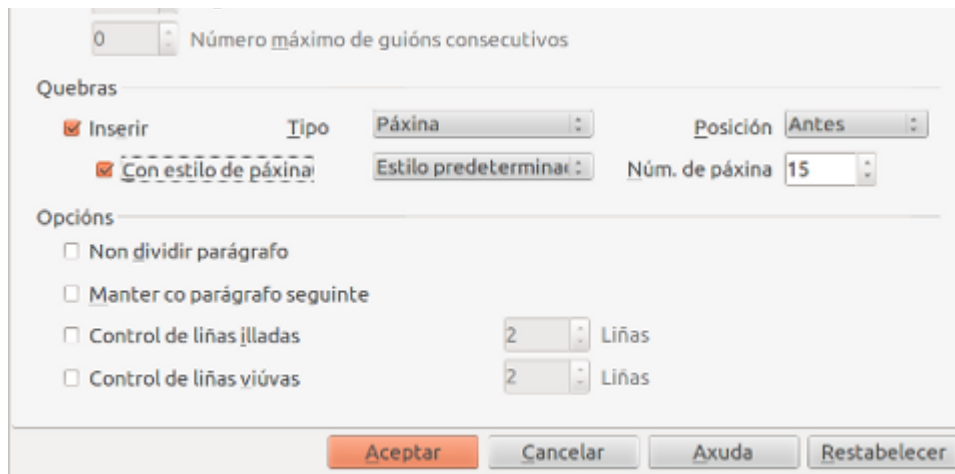 0 Número máximo de guións consecutivos
Quebras
Inserir Tipo Páxina Posición Antes
Con estilo de páxina Estilo predetermina Núm. de páxina 15
Opcións
Non dividir parágrafo
Manter co parágrafo seguinte
Control de liñas illadas 2 Liñas
Control de liñas viúvas 2 Liñas
Aceptar Cancelar Axuda Restabelecer